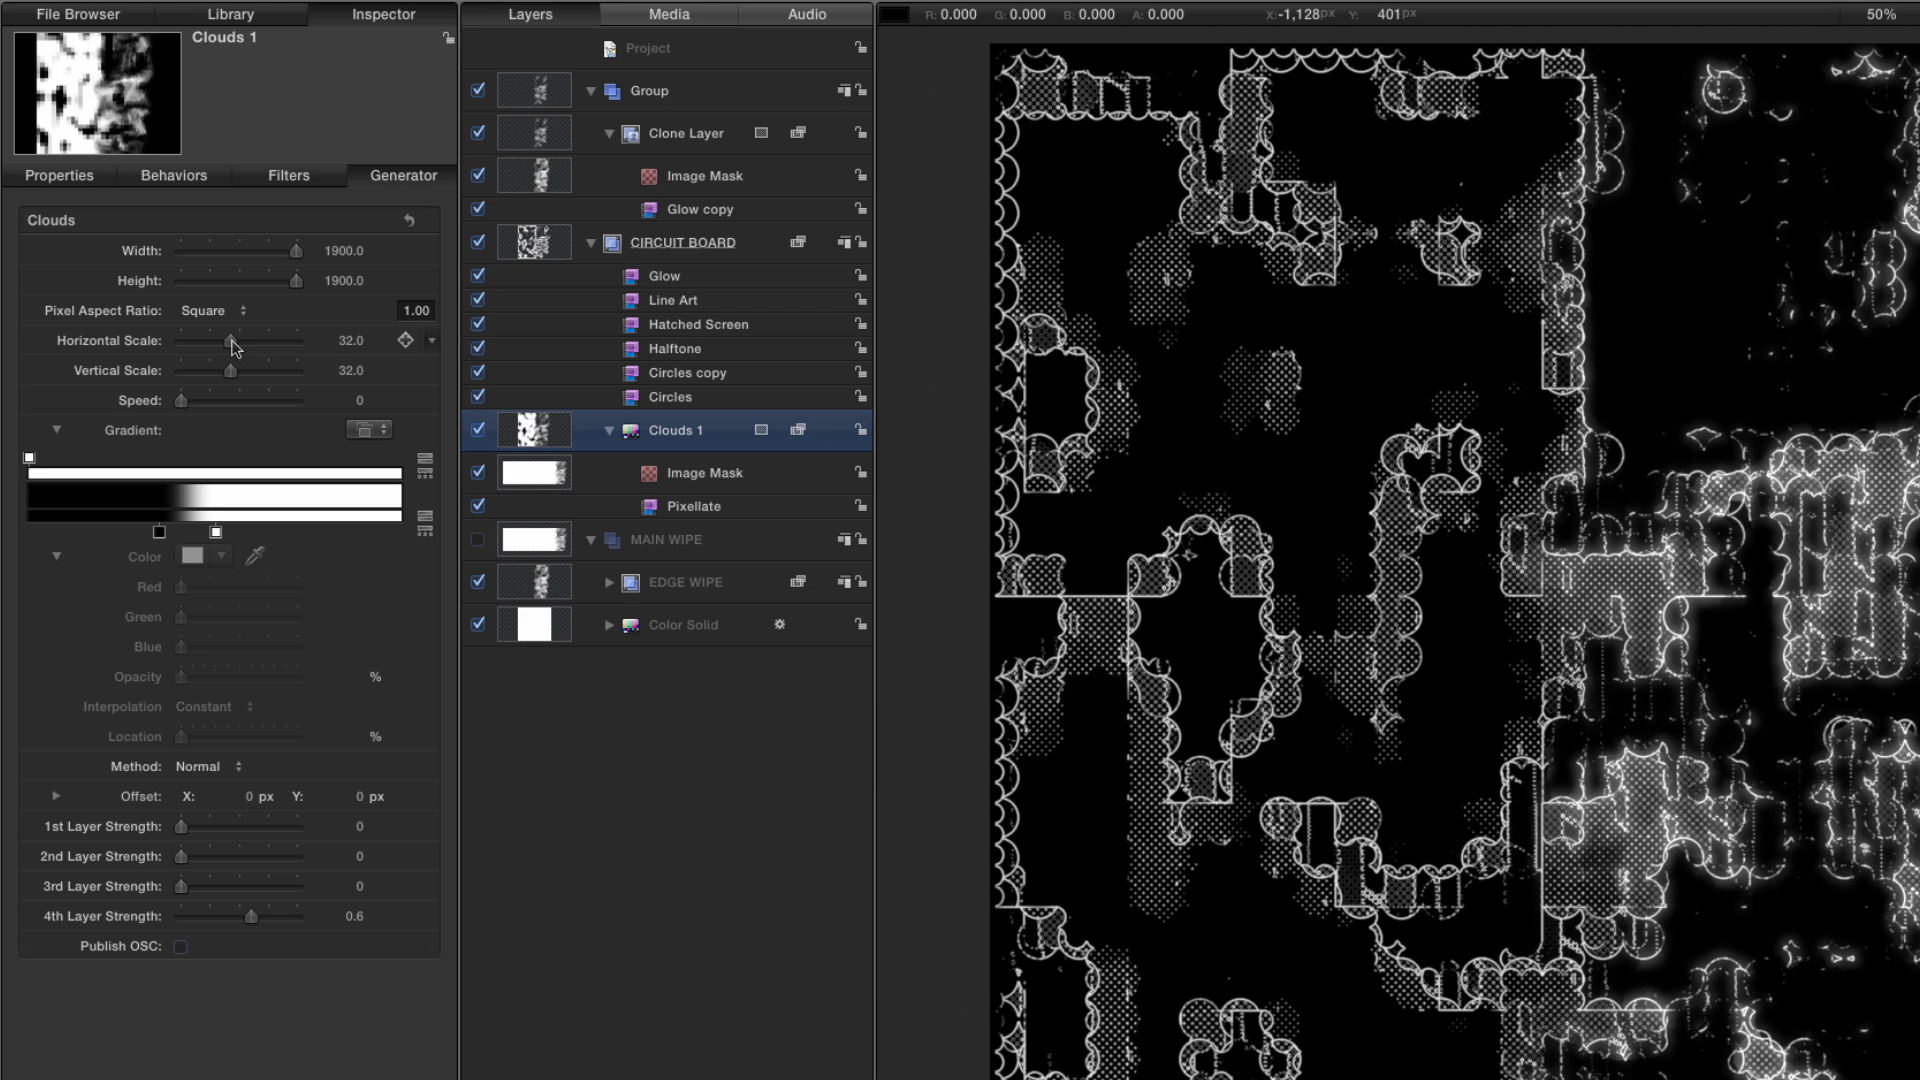 File Browser
Library
Inspector
Clouds 1
Properties
Behaviors
Filters
Generator
Clouds
Width: 1900.0
Height: 1900.0
Pixel Aspect Ratio: Square 1.00
Horizontal Scale: 32.0
Vertical Scale: 32.0
Speed: 0
Gradient:
Color
Red
Green
Blue
Opacity %
Interpolation Constant
Location %
Method: Normal
Offset: X: 0 px Y: 0 px
1st Layer Strength: 0
2nd Layer Strength: 0
3rd Layer Strength: 0
4th Layer Strength: 0.6
Publish OSC:
Layers
Media
Audio
Project
Group
Clone Layer
Image Mask
Glow copy
CIRCUIT BOARD
Glow
Line Art
Hatched Screen
Halftone
Circles copy
Circles
Clouds 1
Image Mask
Pixellate
MAIN WIPE
EDGE WIPE
Color Solid
R: 0.000 G: 0.000 B: 0.000 A: 0.000 X:-1,128px Y: 401px 50%